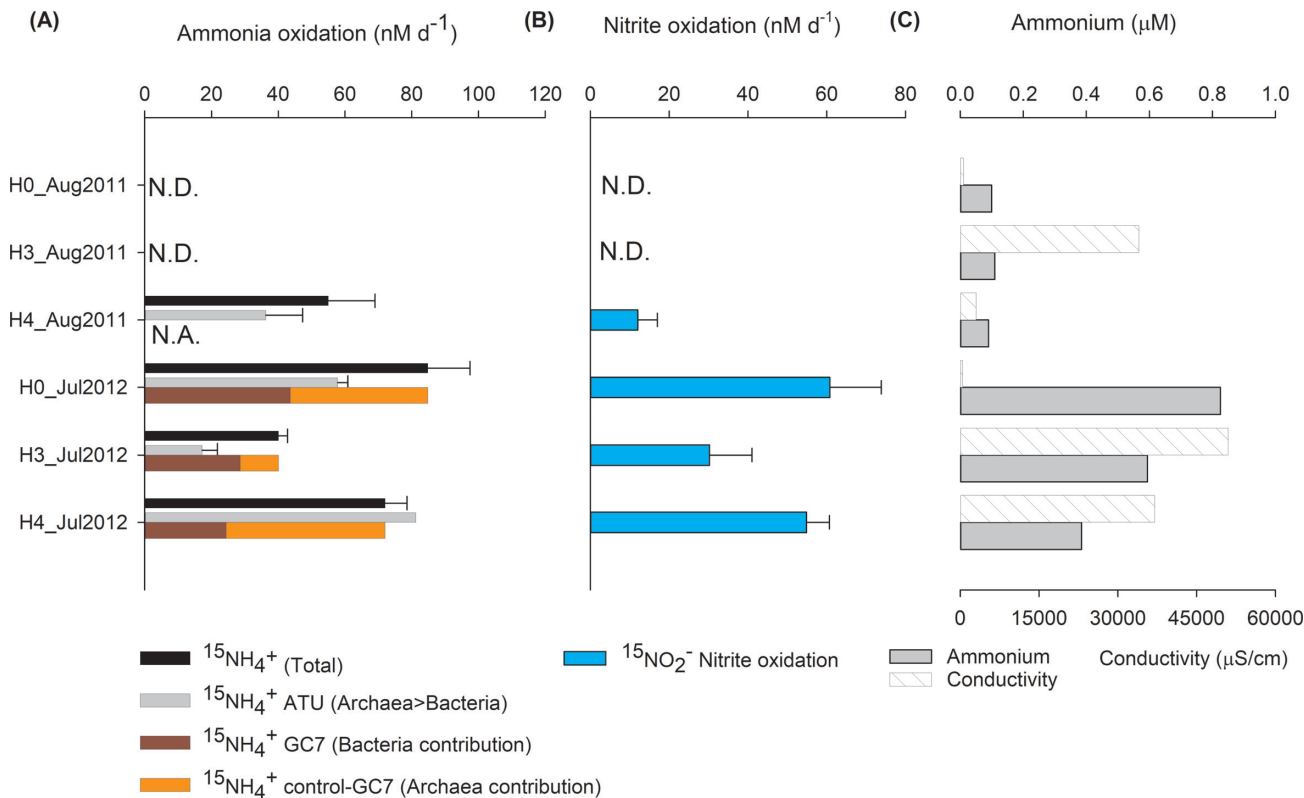 (A) Ammonia oxidation (nM d⁻¹)
(B) Nitrite oxidation (nM d⁻¹)
(C) Ammonium (μM)
0 20 40 60 80 100 120
0 20 40 60 80
0.0 0.2 0.4 0.6 0.8 1.0
H0_Aug2011 N.D. N.D.
H3_Aug2011 N.D. N.D.
H4_Aug2011
N.A.
H0_Jul2012
H3_Jul2012
H4_Jul2012
0 15000 30000 45000 60000
Conductivity (μS/cm)
¹⁵NH₄⁺ (Total)
¹⁵NH₄⁺ ATU (Archaea>Bacteria)
¹⁵NH₄⁺ GC7 (Bacteria contribution)
¹⁵NH₄⁺ control-GC7 (Archaea contribution)
¹⁵NO₂⁻ Nitrite oxidation
Ammonium
Conductivity